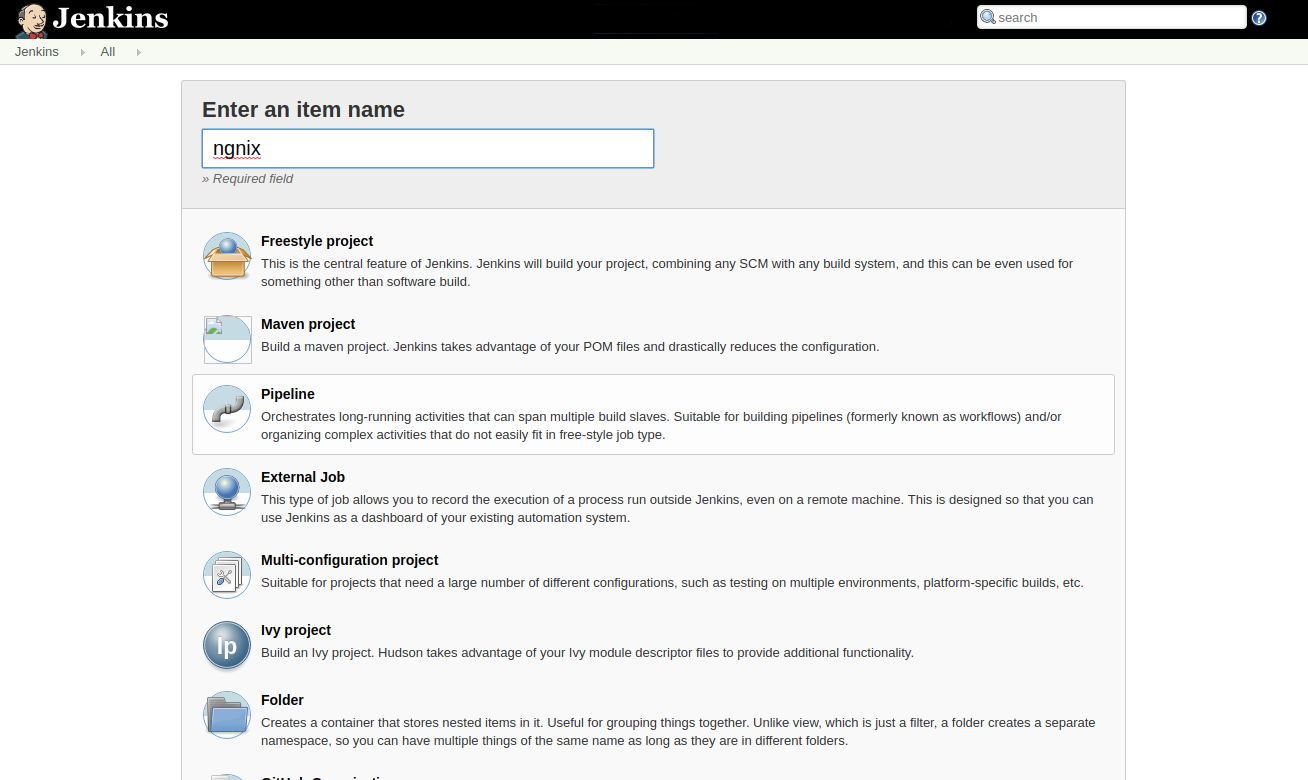 Jenkins
search
?
Jenkins
All
Enter an item name
ngnix
» Required field
Freestyle project
This is the central feature of Jenkins. Jenkins will build your project, combining any SCM with any build system, and this can be even used for
something other than software build.
Maven project
Build a maven project. Jenkins takes advantage of your POM files and drastically reduces the configuration.
Pipeline
Orchestrates long-running activities that can span multiple build slaves. Suitable for building pipelines (formerly known as workflows) and/or
organizing complex activities that do not easily fit in free-style job type.
External Job
This type of job allows you to record the execution of a process run outside Jenkins, even on a remote machine. This is designed so that you can
use Jenkins as a dashboard of your existing automation system.
Multi-configuration project
Suitable for projects that need a large number of different configurations, such as testing on multiple environments, platform-specific builds, etc.
Ip
Ivy project
Build an Ivy project. Hudson takes advantage of your Ivy module descriptor files to provide additional functionality.
Folder
Creates a container that stores nested items in it. Useful for grouping things together. Unlike view, which is just a filter, a folder creates a separate
namespace, so you can have multiple things of the same name as long as they are in different folders.